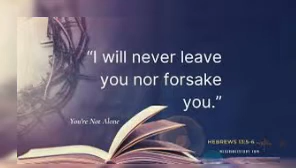 “I will never leave
you nor forsake
you.”
You're Not Alone
HEBREWS 13:5-6